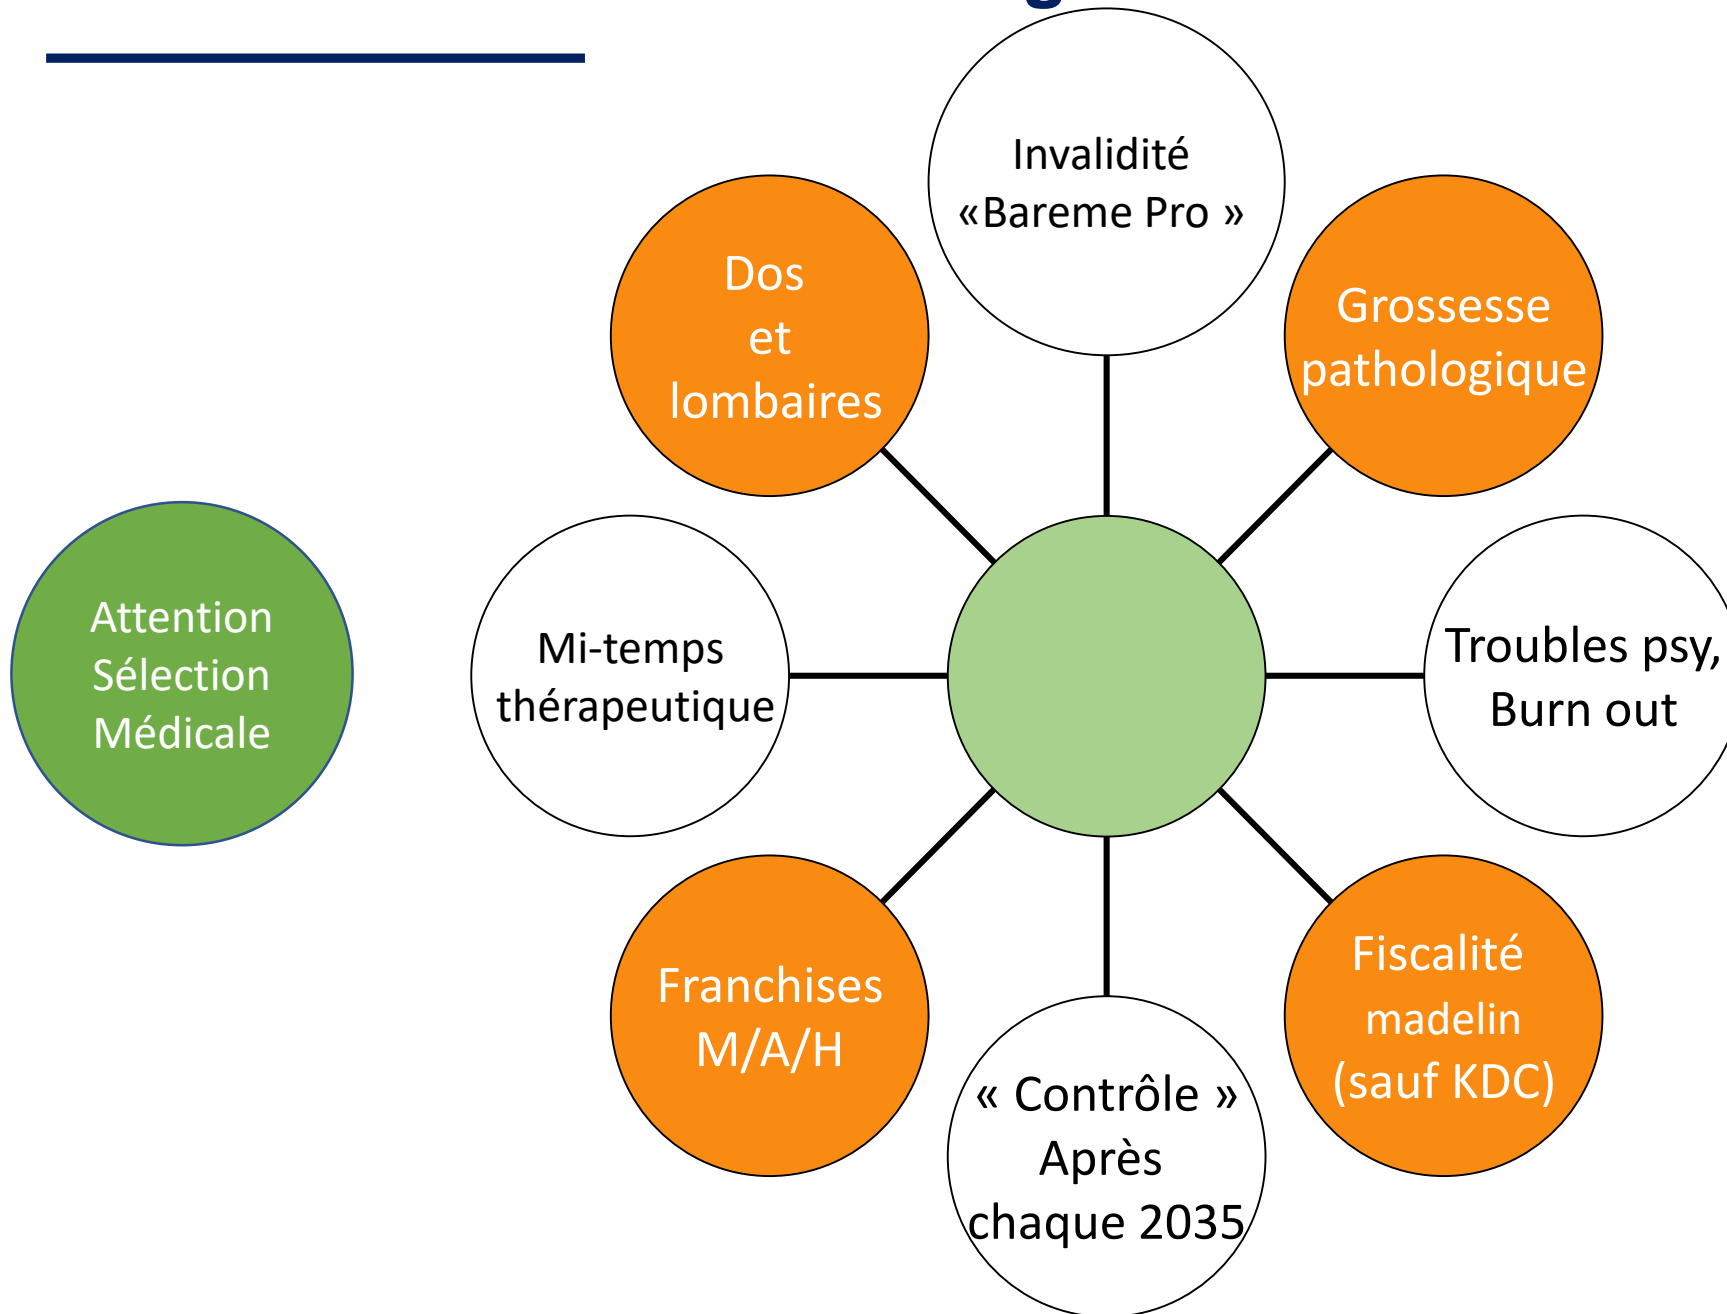 Invalidité
«Bareme Pro »
Dos
et
lombaires
Grossesse
pathologique
Attention
Sélection
Médicale
Mi-temps
thérapeutique
Troubles psy,
Burn out
Franchises
M/A/H
Fiscalité
madelin
(sauf KDC)
« Contrôle »
Après
chaque 2035